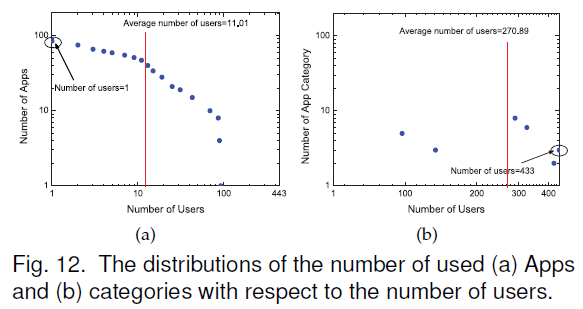 Average number of users=11.01
100
10
1
Number of Apps
Number of users=1
1
10
100
443
Number of Users
(a)
Average number of users=270.89
100
10
1
Number of App Category
Number of users=433
1
100
200
300
400
Number of Users
(b)
Fig. 12. The distributions of the number of used (a) Apps
and (b) categories with respect to the number of users.